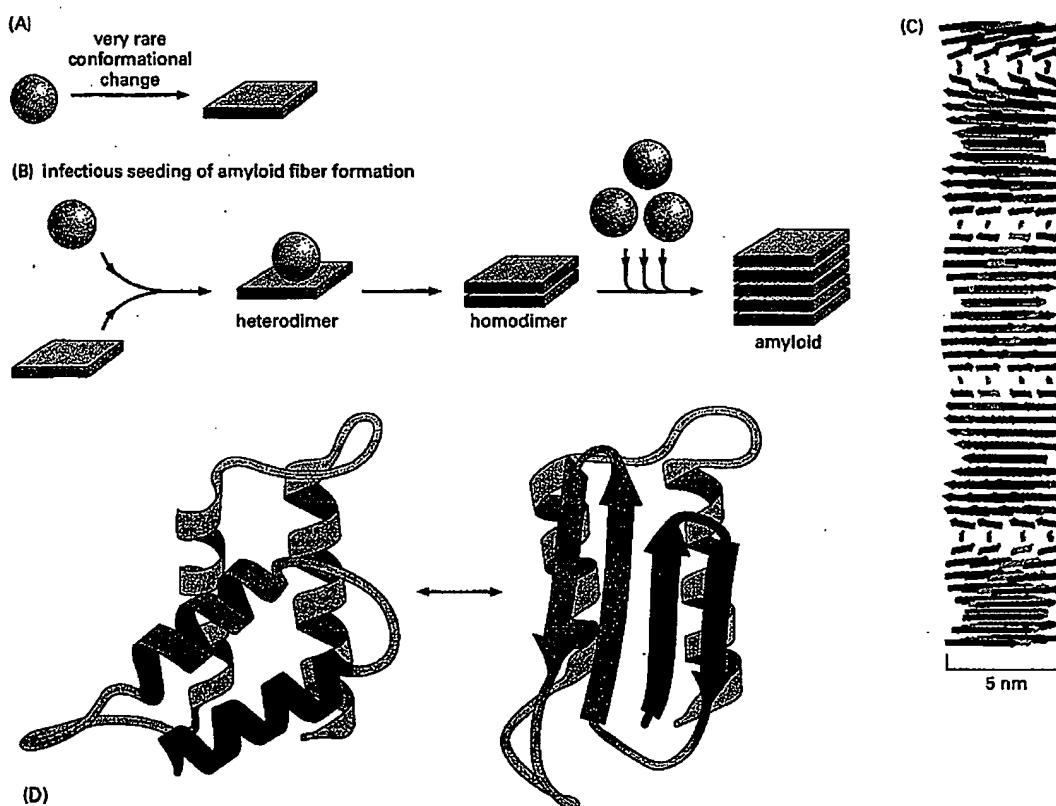 (A)
very rare
conformational
change
(C)
(B) infectious seeding of amyloid fiber formation
heterodimer
homodimer
amyloid
5 nm
(D)